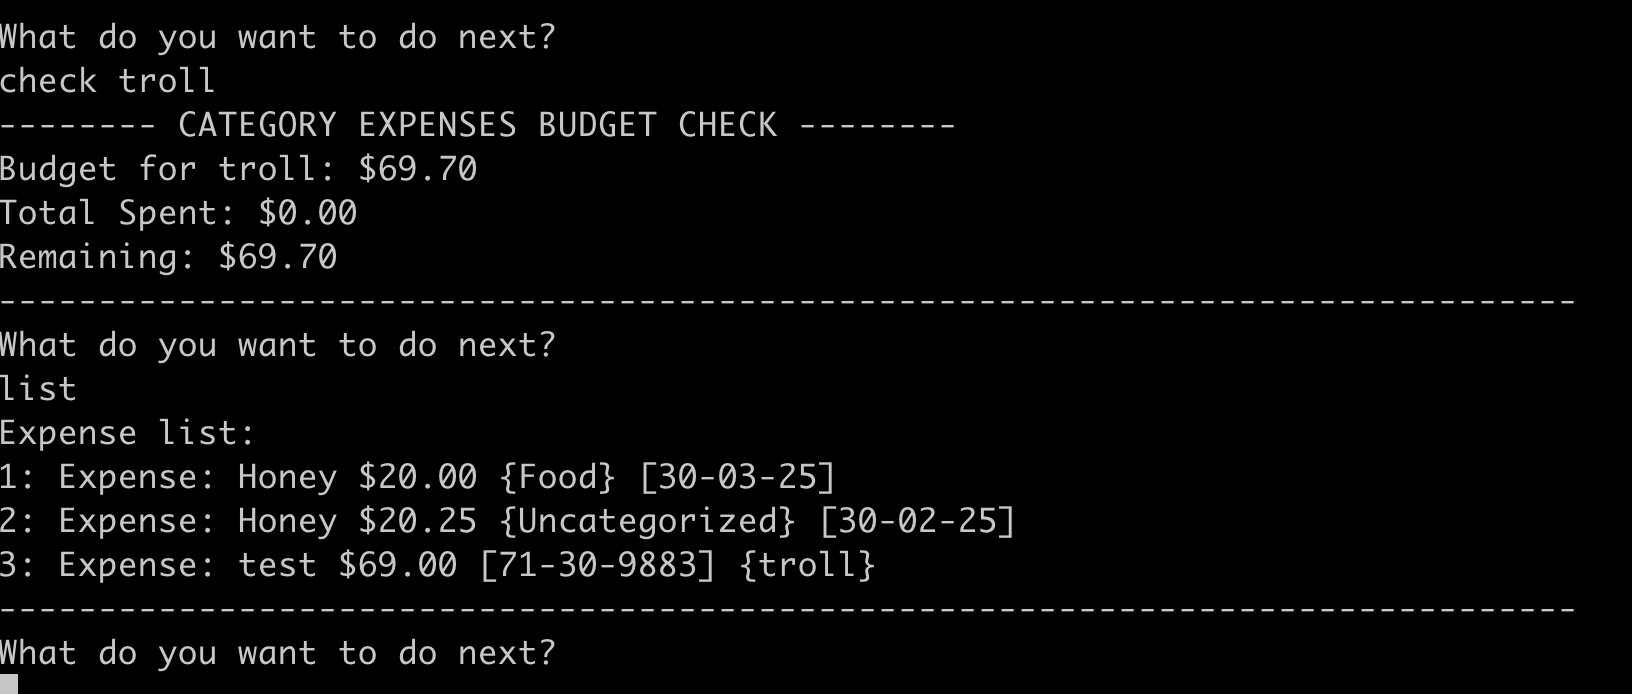 What do you want to do next?
check troll
-------- CATEGORY EXPENSES BUDGET CHECK --------
Budget for troll: $69.70
Total Spent: $0.00
Remaining: $69.70
-------------------------------------------------------------------------------
What do you want to do next?
list
Expense list:
1: Expense: Honey $20.00 {Food} [30-03-25]
2: Expense: Honey $20.25 {Uncategorized} [30-02-25]
3: Expense: test $69.00 [71-30-9883] {troll}
-------------------------------------------------------------------------------
What do you want to do next?